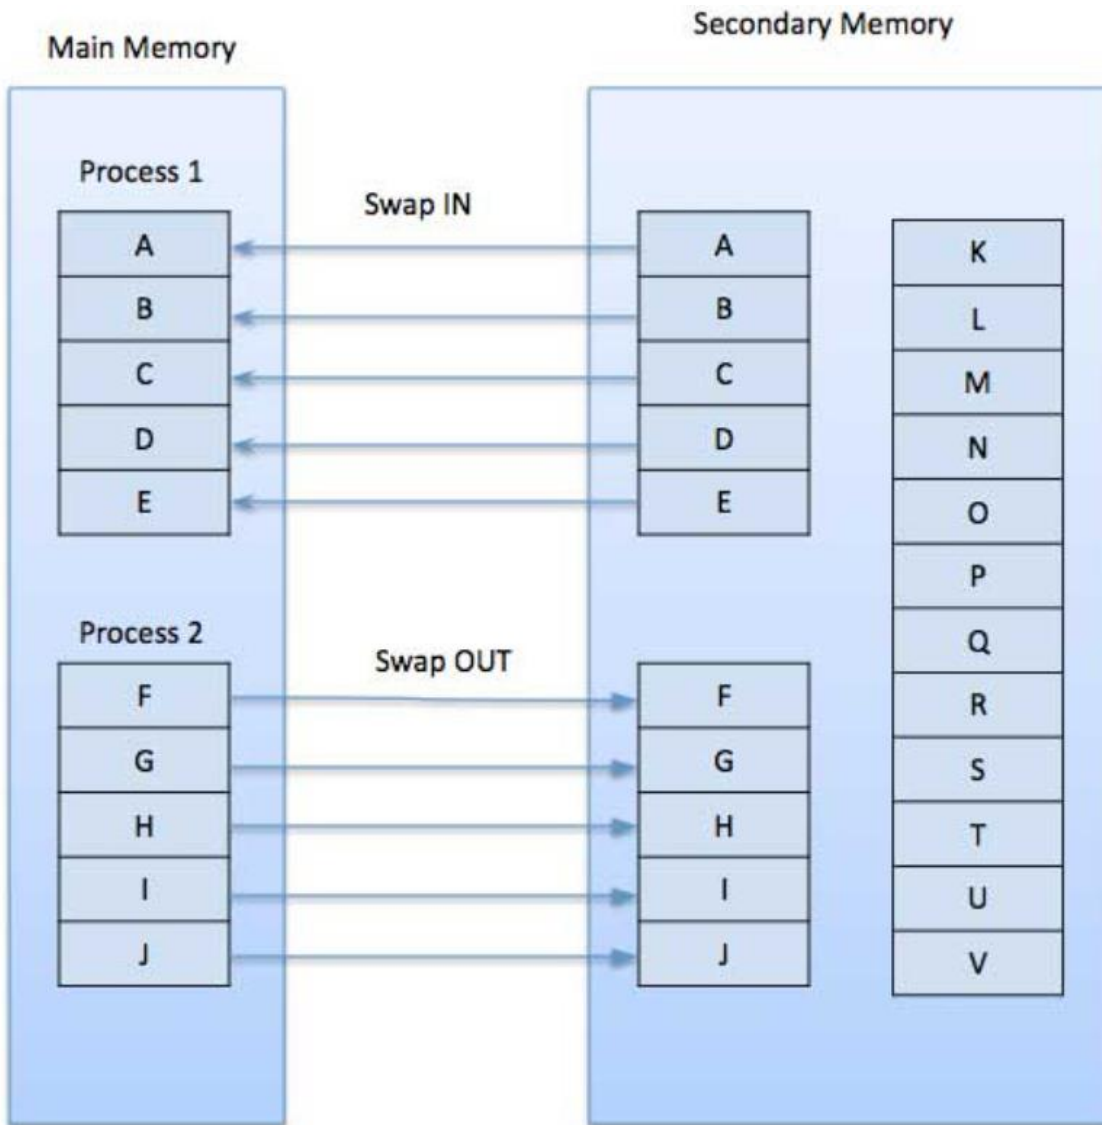 Main Memory
Secondary Memory
Process 1
Swap IN
A
B
C
D
E
Process 2
Swap OUT
F
G
H
I
J
A
B
C
D
E
F
G
H
I
J
K
L
M
N
O
P
Q
R
S
T
U
V